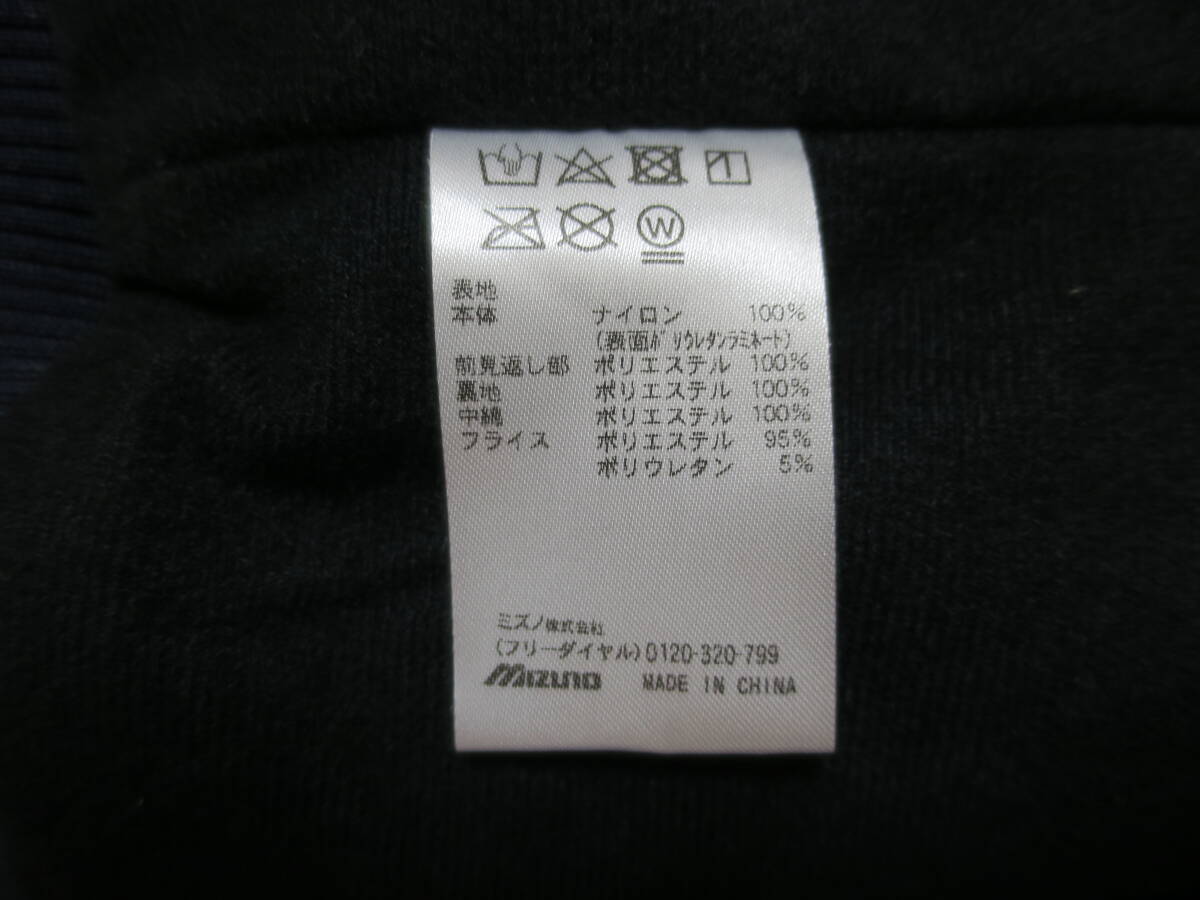 W
表地
本体 ナイロン 100%
(表面ポリウレタンラミネート)
前見返し部 ポリエステル 100%
裏地 ポリエステル 100%
中綿 ポリエステル 100%
フライス ポリエステル 95%
ポリウレタン 5%
ミズノ株式会社
(フリーダイヤル)0120-320-799
MIZUNO MADE IN CHINA